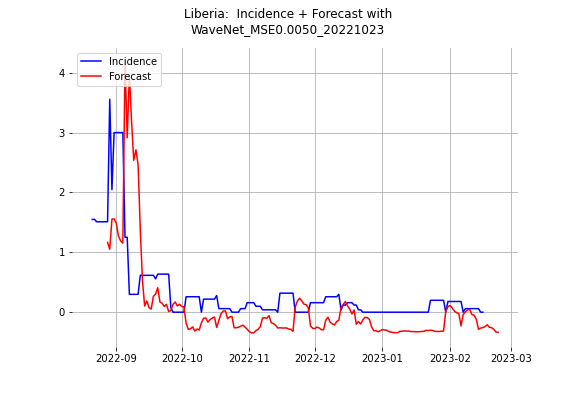 Liberia:  Incidence + Forecast with
WaveNet_MSE0.0050_20221023
Incidence
Forecast
4
3
2
1
0
2022-09 2022-10 2022-11 2022-12 2023-01 2023-02 2023-03